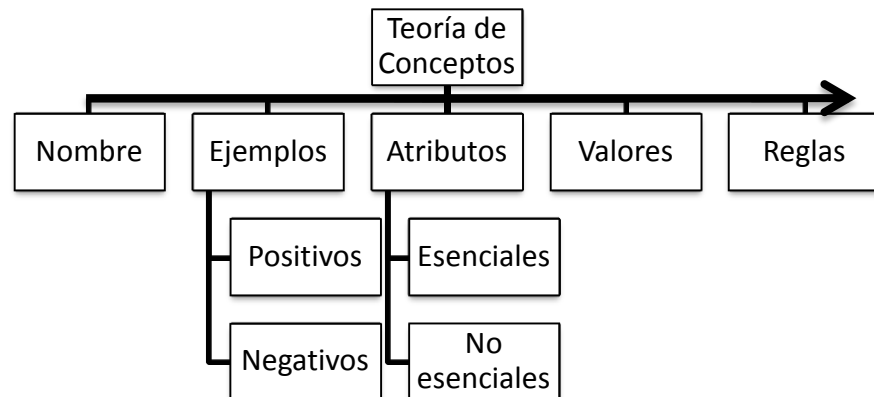 Teoría de
Conceptos
Nombre
Ejemplos
Atributos
Valores
Reglas
Positivos
Negativos
Esenciales
No
esenciales